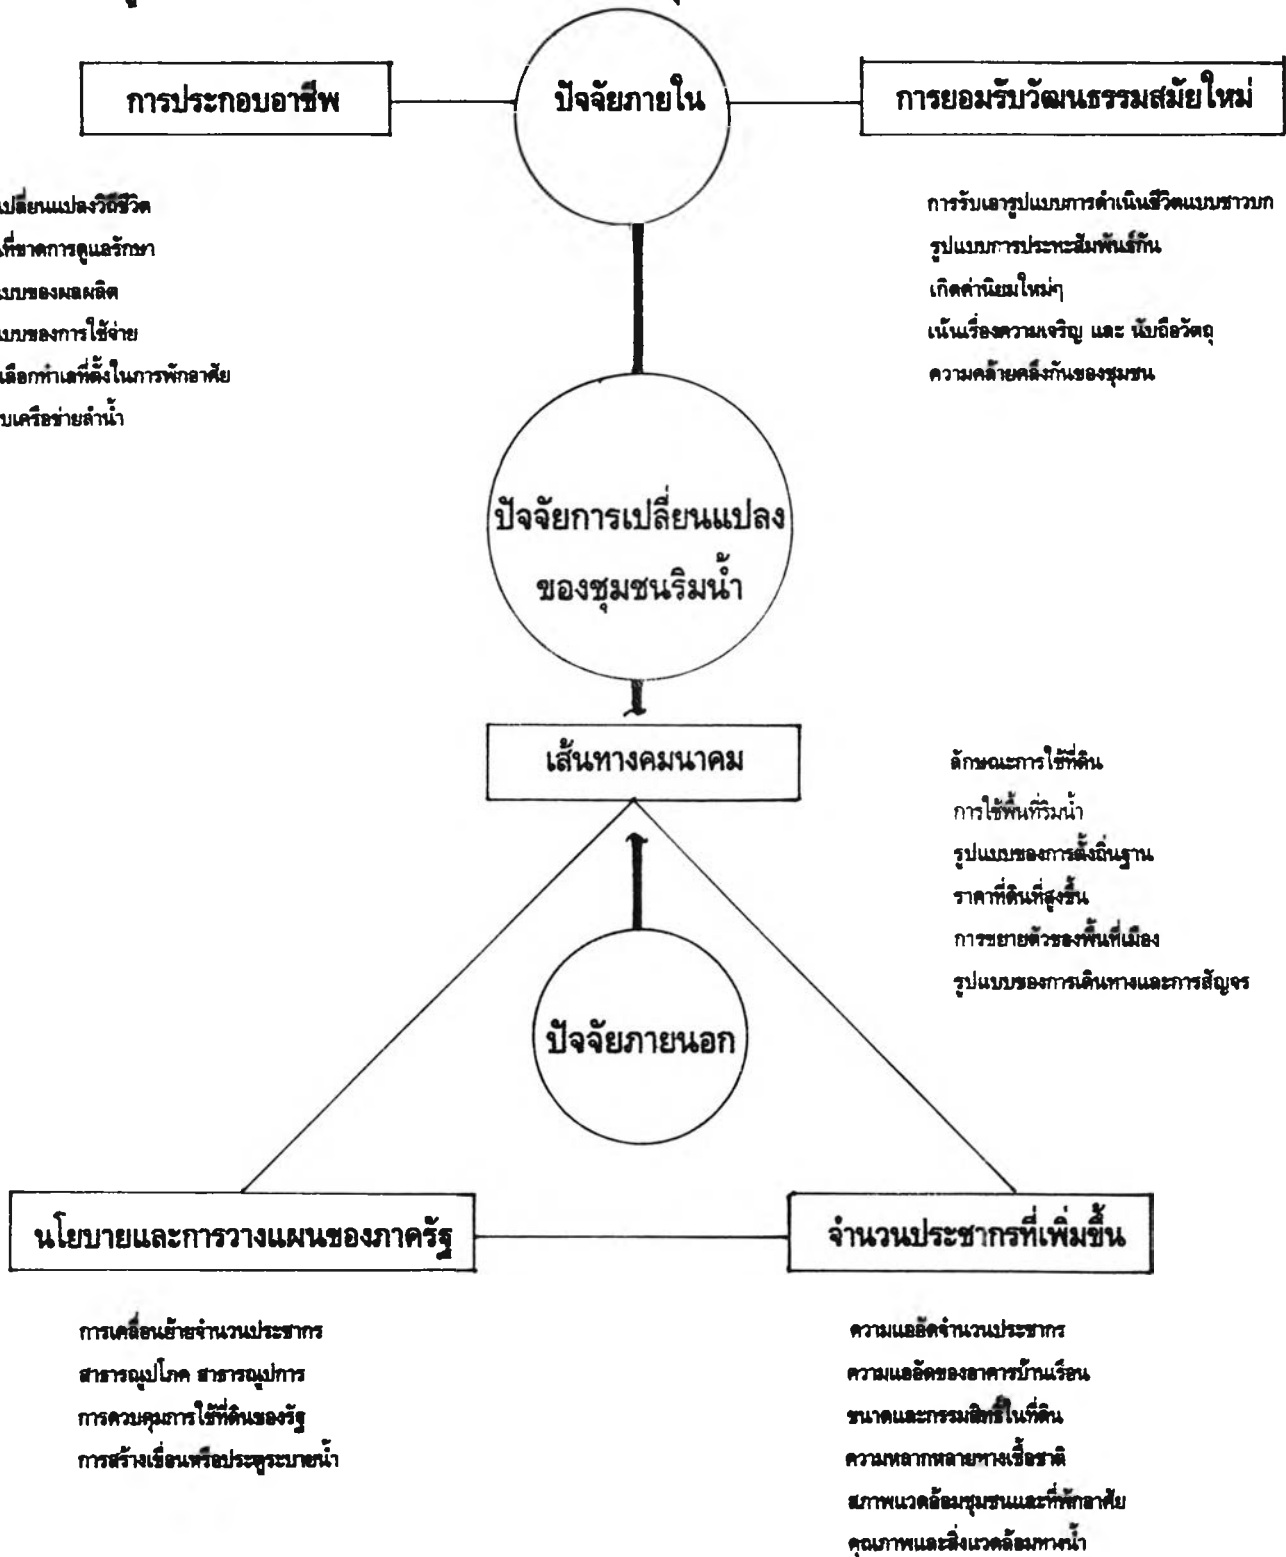 การประกอบอาชีพ
ปัจจัยภายใน
การยอมรับวัฒนธรรมสมัยใหม่
เปลี่ยนแปลงวิถีชีวิต
ที่ขาดการดูแลรักษา
แบบของผลผลิต
แบบของการใช้จ่าย
เลือกทำเลที่ตั้งในการพักอาศัย
บเครือข่ายลำน้ำ
การรับเอารูปแบบการดำเนินชีวิตแบบชาวบก
รูปแบบการประทะสัมพันธ์กัน
เกิดค่านิยมใหม่ๆ
เน้นเรื่องความเจริญ และ นับถือวัตถุ
ความคล้ายคลึงกันของชุมชน
ปัจจัยการเปลี่ยนแปลง
ของชุมชนริมน้ำ
เส้นทางคมนาคม
ลักษณะการใช้ที่ดิน
การใช้พื้นที่ริมน้ำ
รูปแบบของการตั้งถิ่นฐาน
ราคาที่ดินที่สูงขึ้น
การขยายตัวของพื้นที่เมือง
รูปแบบของการเดินทางและการสัญจร
ปัจจัยภายนอก
นโยบายและการวางแผนของภาครัฐ
จำนวนประชากรที่เพิ่มขึ้น
การเคลื่อนย้ายจำนวนประชากร
สาธารณุปโภค สาธารณุปการ
การควบคุมการใช้ที่ดินของรัฐ
การสร้างเขื่อนหรือประตูระบายน้ำ
ความแออัดจำนวนประชากร
ความแออัดของอาคารบ้านเรือน
ขนาดและกรรมสิทธิ์ในที่ดิน
ความหลากหลายทางเชื้อชาติ
สภาพแวดล้อมชุมชนและที่พักอาศัย
คุณภาพและสิ่งแวดล้อมทางน้ำ